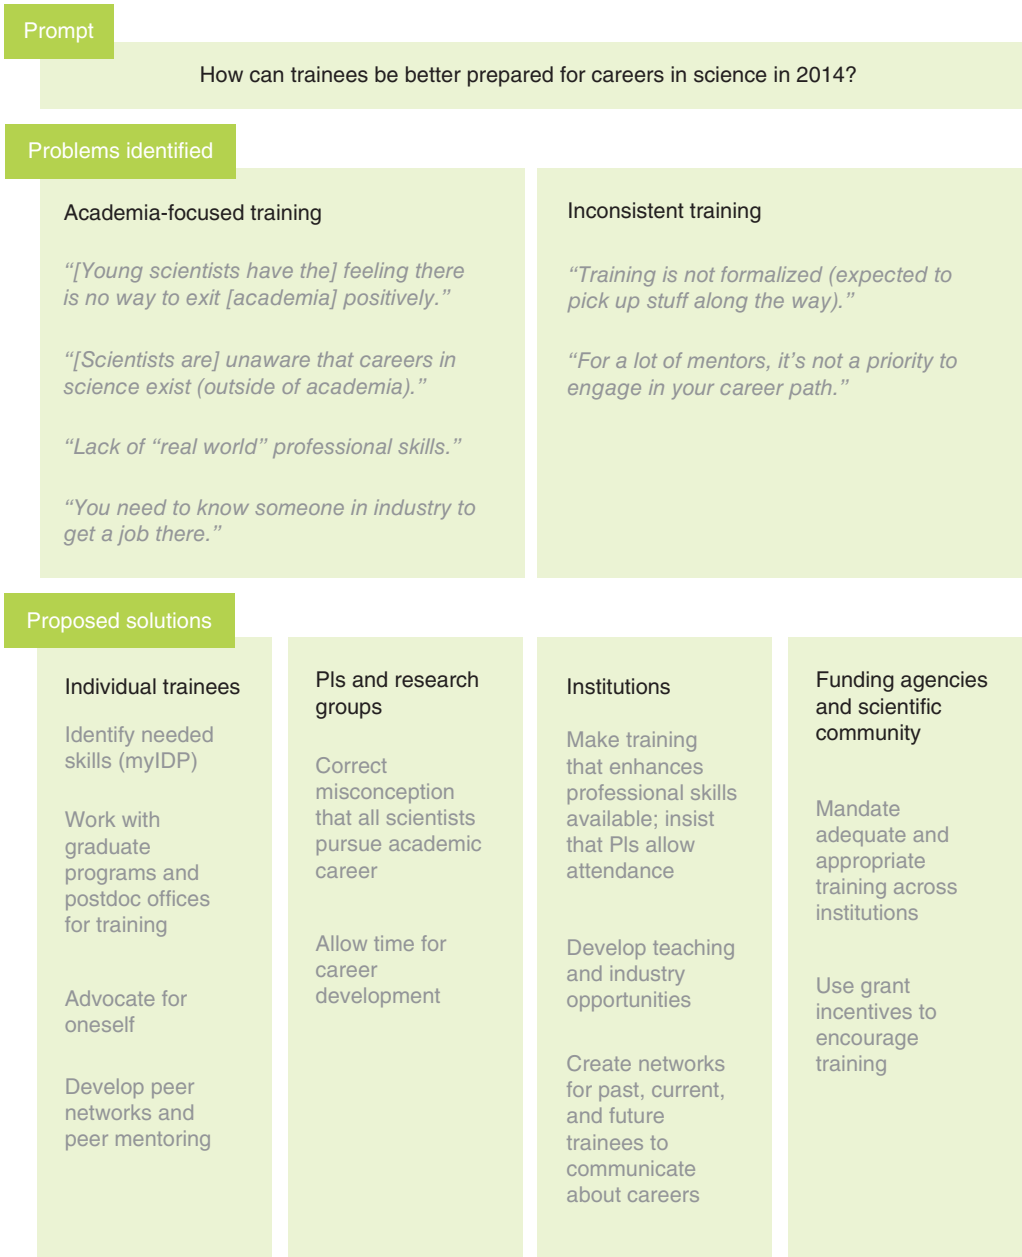 Prompt
How can trainees be better prepared for careers in science in 2014?
Problems identified
Academia-focused training
“[Young scientists have the] feeling there
is no way to exit [academia] positively.”
“[Scientists are] unaware that careers in
science exist (outside of academia).”
“Lack of “real world” professional skills.”
“You need to know someone in industry to
get a job there.”
Inconsistent training
“Training is not formalized (expected to
pick up stuff along the way).”
“For a lot of mentors, it’s not a priority to
engage in your career path.”
Proposed solutions
Individual trainees
Identify needed
skills (myIDP)
Work with
graduate
programs and
postdoc offices
for training
Advocate for
oneself
Develop peer
networks and
peer mentoring
PIs and research
groups
Correct
misconception
that all scientists
pursue academic
career
Allow time for
career
development
Institutions
Make training
that enhances
professional skills
available; insist
that PIs allow
attendance
Develop teaching
and industry
opportunities
Create networks
for past, current,
and future
trainees to
communicate
about careers
Funding agencies
and scientific
community
Mandate
adequate and
appropriate
training across
institutions
Use grant
incentives to
encourage
training